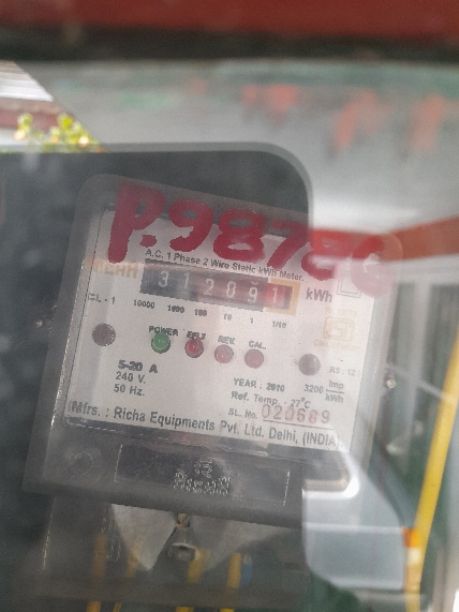 A.C. 1 Phase 2 Wire Static kWh Meter.
312891 kWh
CL - 1 10000 1000 100 10 1 1/10
POWER E/L1 REV. CAL.
5-20 A
240 V.
50 Hz.
YEAR : 2010 3200 Imp/kWh
Ref. Temp. : 27°C
SL. No. 020689
Mfrs. : Richa Equipments Pvt. Ltd. Delhi, (INDIA)